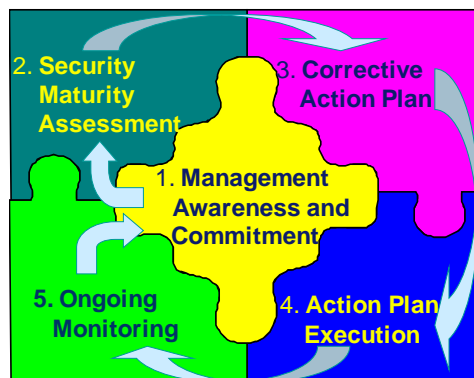 1. Management
Awareness and
Commitment
2. Security
Maturity
Assessment
3. Corrective
Action Plan
4. Action Plan
Execution
5. Ongoing
Monitoring